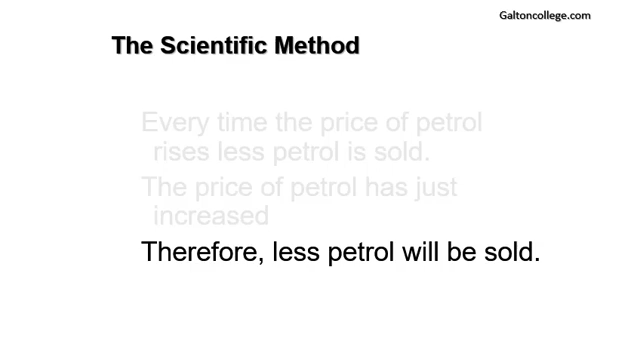 Galtoncollege.com
The Scientific Method
Every time the price of petrol
rises less petrol is sold.
The price of petrol has just
increased
Therefore, less petrol will be sold.